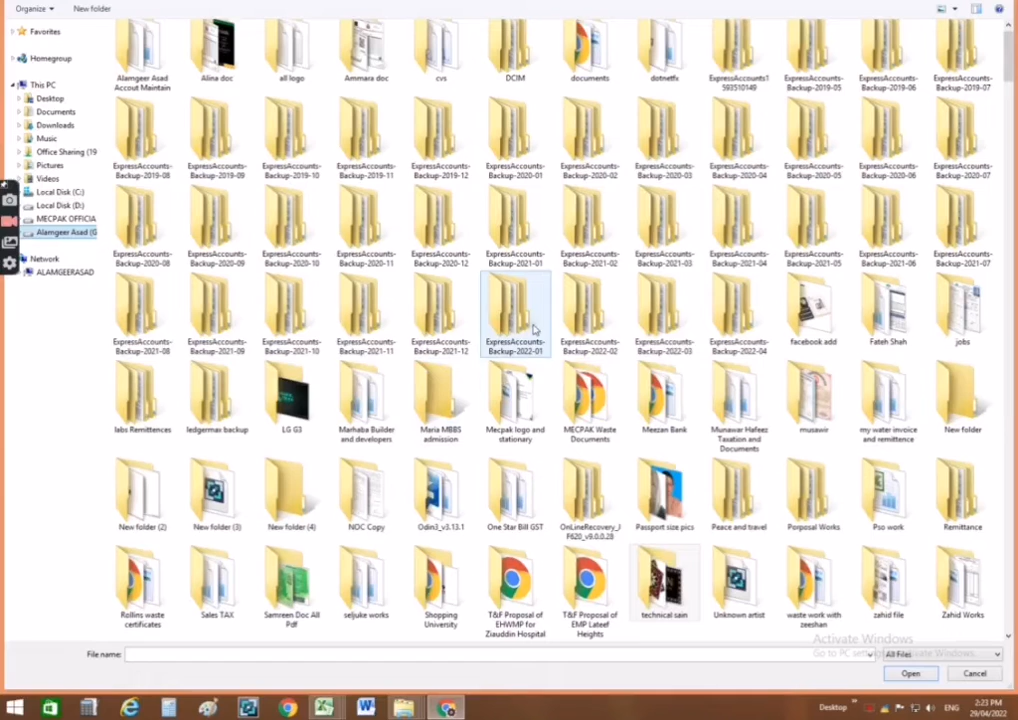 Organize
New folder
Favorites
Homegroup
This PC
Desktop
Documents
Downloads
Music
Office Sharing (19
Pictures
Videos
Local Disk (C:)
Local Disk (D:)
MECPAK OFFICIA
Alamgeer Asad (G
Network
ALAMGEERASAD
Alamgeer Asad
Accout Maintain
Alina doc
all logo
Ammara doc
cvs
DCIM
documents
dotnetfx
ExpressAccounts1
593510149
ExpressAccounts-
Backup-2019-05
ExpressAccounts-
Backup-2019-06
ExpressAccounts-
Backup-2019-07
ExpressAccounts-
Backup-2019-08
ExpressAccounts-
Backup-2019-09
ExpressAccounts-
Backup-2019-10
ExpressAccounts-
Backup-2019-11
ExpressAccounts-
Backup-2019-12
ExpressAccounts-
Backup-2020-01
ExpressAccounts-
Backup-2020-02
ExpressAccounts-
Backup-2020-03
ExpressAccounts-
Backup-2020-04
ExpressAccounts-
Backup-2020-05
ExpressAccounts-
Backup-2020-06
ExpressAccounts-
Backup-2020-07
ExpressAccounts-
Backup-2020-08
ExpressAccounts-
Backup-2020-09
ExpressAccounts-
Backup-2020-10
ExpressAccounts-
Backup-2020-11
ExpressAccounts-
Backup-2020-12
ExpressAccounts-
Backup-2021-01
ExpressAccounts-
Backup-2021-02
ExpressAccounts-
Backup-2021-03
ExpressAccounts-
Backup-2021-04
ExpressAccounts-
Backup-2021-05
ExpressAccounts-
Backup-2021-06
ExpressAccounts-
Backup-2021-07
ExpressAccounts-
Backup-2021-08
ExpressAccounts-
Backup-2021-09
ExpressAccounts-
Backup-2021-10
ExpressAccounts-
Backup-2021-11
ExpressAccounts-
Backup-2021-12
ExpressAccounts-
Backup-2022-01
ExpressAccounts-
Backup-2022-02
ExpressAccounts-
Backup-2022-03
ExpressAccounts-
Backup-2022-04
facebook add
Fateh Shah
jobs
labs Remittences
ledgermax backup
LG G3
Marhaba Builder
and developers
Maria MBBS
admission
Mecpak logo and
stationary
MECPAK Waste
Documents
Meezan Bank
Munawar Hafeez
Taxation and
Documents
musawir
my water invoice
and remittence
New folder
New folder (2)
New folder (3)
New folder (4)
NOC Copy
Odin3_v3.13.1
One Star Bill GST
OnLineRecovery_I
F620_v9.0.0.28
Passport size pics
Peace and travel
Porposal Works
Pso work
Remittance
Rollins waste
certificates
Sales TAX
Samreen Doc All
Pdf
seljuke works
Shopping
University
T&F Proposal of
EHWMP for
Ziauddin Hospital
T&F Proposal of
EMP Lateef
Heights
technical sain
Unknown artist
waste work with
zeeshan
zahid file
Zahid Works
Activate Windows
Go to PC settings to activate Windows.
File name:
All Files
Open
Cancel
Desktop
ENG
2:23 PM
29/04/2022